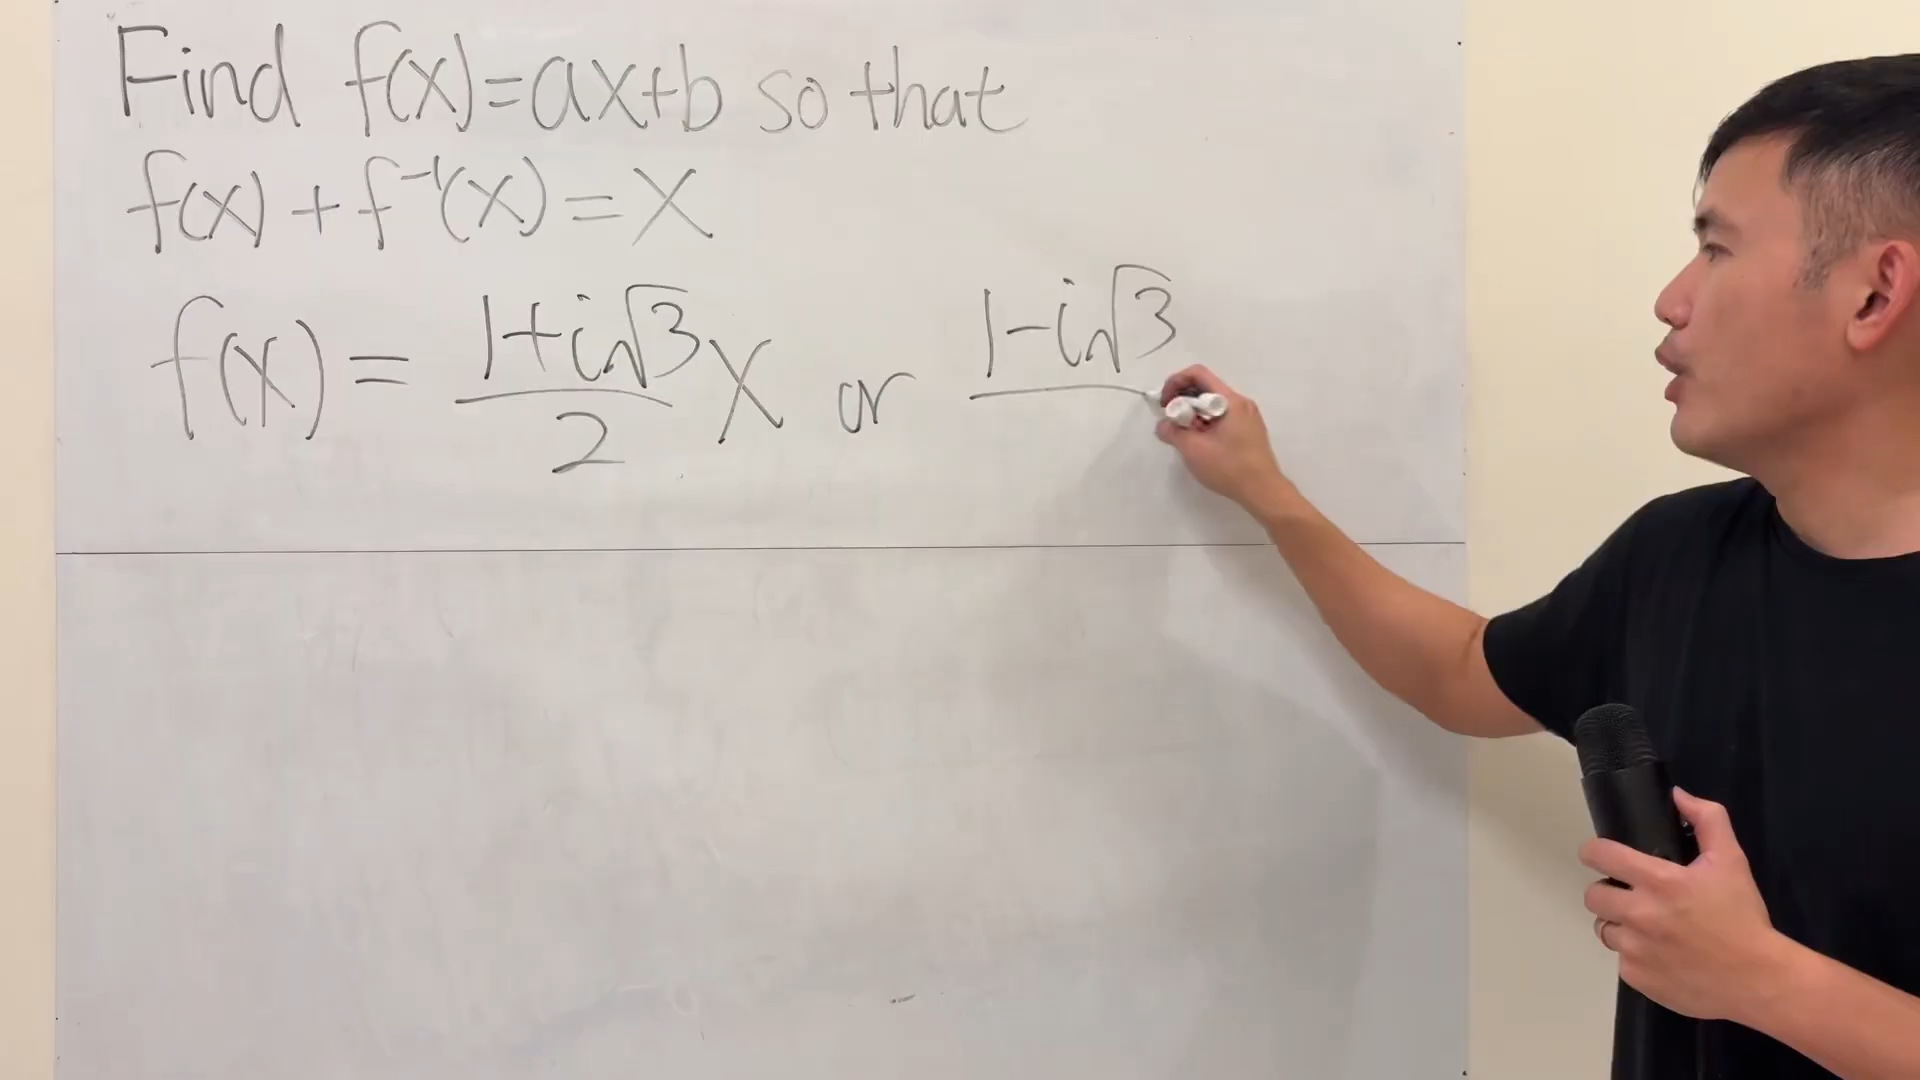 Find f(x)=ax+b so that
f(x) + f⁻¹(x) = x
f(x) = (1+i√3)/2 x or 1-i√3